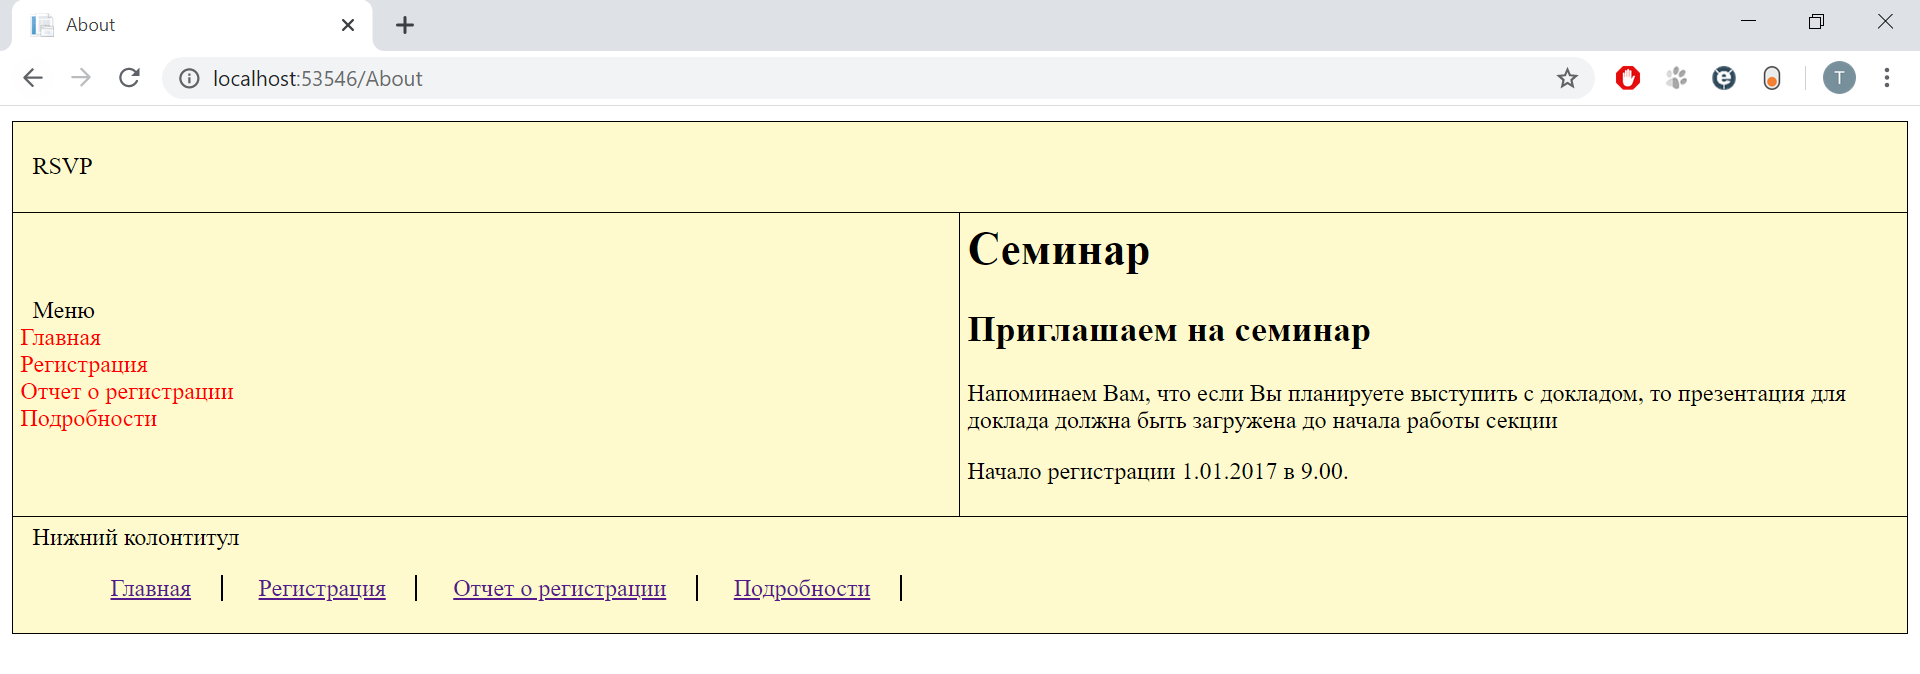 About
localhost:53546/About
T
RSVP
Меню
Главная
Регистрация
Отчет о регистрации
Подробности
Семинар
Приглашаем на семинар
Напоминаем Вам, что если Вы планируете выступить с докладом, то презентация для
доклада должна быть загружена до начала работы секции
Начало регистрации 1.01.2017 в 9.00.
Нижний колонтитул
Главная | Регистрация | Отчет о регистрации | Подробности |